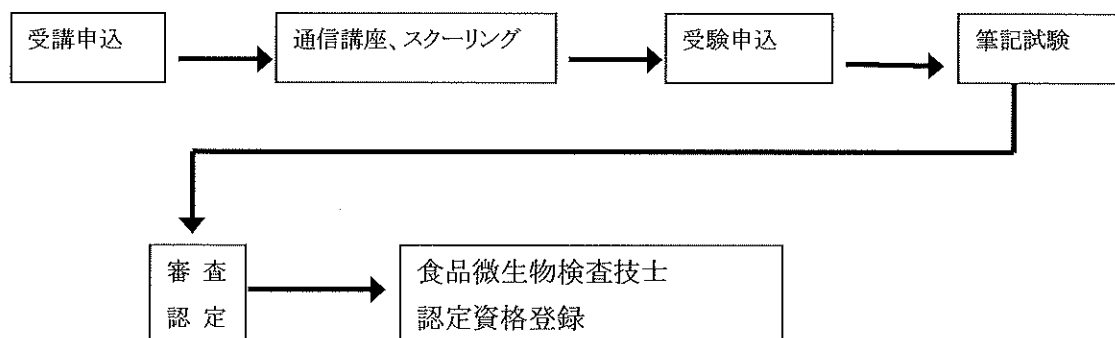 受講申込
通信講座、スクーリング
受験申込
筆記試験
審 査
認 定
食品微生物検査技士
認定資格登録